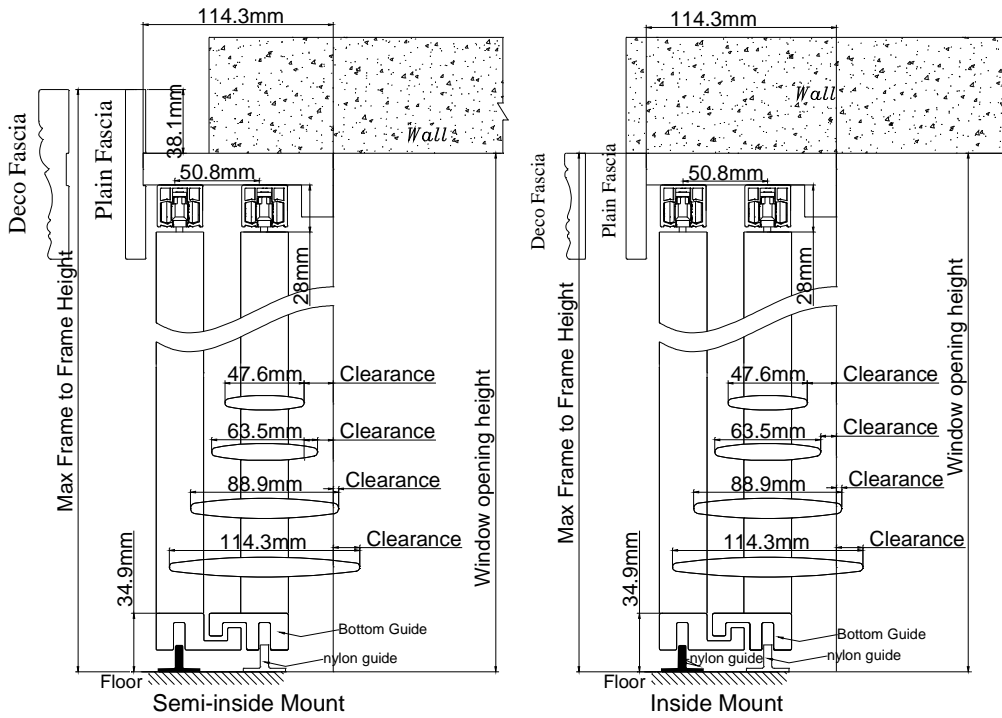 114.3mm
38.1mm
Wall
Deco Fascia
Plain Fascia
50.8mm
28mm
Max Frame to Frame Height
Window opening height
47.6mm
Clearance
63.5mm
Clearance
88.9mm
Clearance
114.3mm
Clearance
34.9mm
Bottom Guide
nylon guide
Floor
Semi-inside Mount
114.3mm
Wall
Deco Fascia
Plain Fascia
50.8mm
28mm
Max Frame to Frame Height
Window opening height
47.6mm
Clearance
63.5mm
Clearance
88.9mm
Clearance
114.3mm
Clearance
34.9mm
Bottom Guide
nylon guide
nylon guide
Floor
Inside Mount